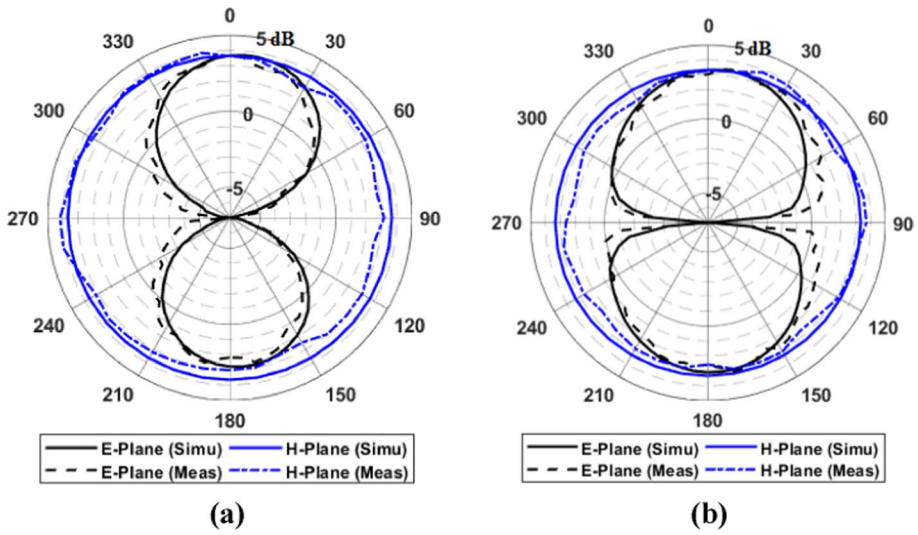 0
330 5 dB 30
300 0 60
-5
270 90
240 120
210 150
180
E-Plane (Simu) H-Plane (Simu)
E-Plane (Meas) H-Plane (Meas)
(a)
0
330 5 dB 30
300 0 60
-5
270 90
240 120
210 150
180
E-Plane (Simu) H-Plane (Simu)
E-Plane (Meas) H-Plane (Meas)
(b)